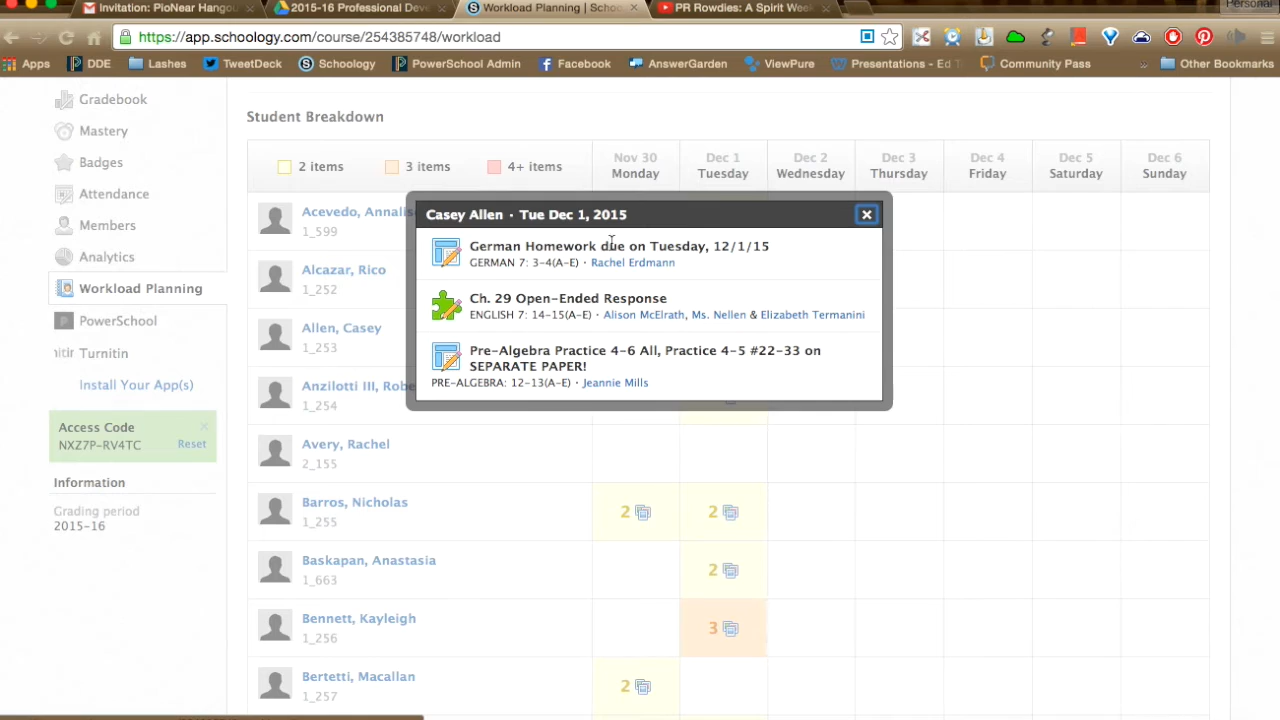 Invitation: PioNear Hangou
2015-16 Professional Deve
Workload Planning | Schoo
PR Rowdies: A Spirit Week
Personal
https://app.schoology.com/course/254385748/workload
Apps
DDE
Lashes
TweetDeck
Schoology
PowerSchool Admin
Facebook
AnswerGarden
ViewPure
Presentations - Ed T
Community Pass
»
Other Bookmarks
Gradebook
Mastery
Badges
Attendance
Members
Analytics
Workload Planning
PowerSchool
Turnitin
Install Your App(s)
Access Code
NXZ7P-RV4TC
Reset
Information
Grading period
2015-16
Student Breakdown
2 items
3 items
4+ items
Nov 30
Monday
Dec 1
Tuesday
Dec 2
Wednesday
Dec 3
Thursday
Dec 4
Friday
Dec 5
Saturday
Dec 6
Sunday
Acevedo, Annalis
1_599
Alcazar, Rico
1_252
Allen, Casey
1_253
Anzilotti III, Robe
1_254
Avery, Rachel
2_155
Barros, Nicholas
1_255
2
2
Baskapan, Anastasia
1_663
2
Bennett, Kayleigh
1_256
3
Bertetti, Macallan
1_257
2
Casey Allen · Tue Dec 1, 2015
German Homework due on Tuesday, 12/1/15
GERMAN 7: 3-4(A-E) · Rachel Erdmann
Ch. 29 Open-Ended Response
ENGLISH 7: 14-15(A-E) · Alison McElrath, Ms. Nellen & Elizabeth Termanini
Pre-Algebra Practice 4-6 All, Practice 4-5 #22-33 on
SEPARATE PAPER!
PRE-ALGEBRA: 12-13(A-E) · Jeannie Mills